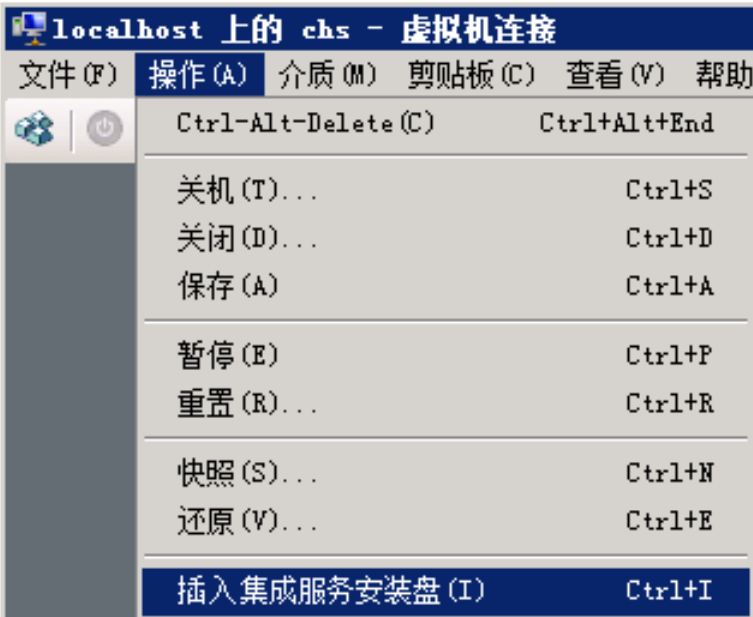 localhost 上的 chs - 虚拟机连接
文件(F) 操作(A) 介质(M) 剪贴板(C) 查看(V) 帮助
Ctrl-Alt-Delete(C) Ctrl+Alt+End
关机(T)... Ctrl+S
关闭(D)... Ctrl+D
保存(A) Ctrl+A
暂停(E) Ctrl+P
重置(R)... Ctrl+R
快照(S)... Ctrl+N
还原(V)... Ctrl+E
插入集成服务安装盘(I) Ctrl+I